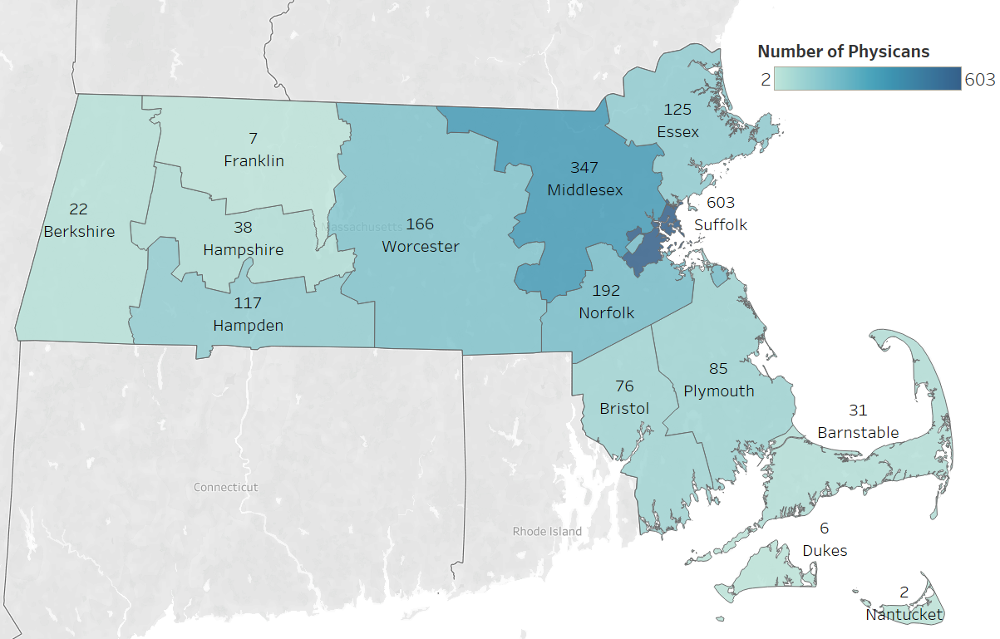 Number of Physicans
2
603
125
Essex
7
Franklin
347
Middlesex
603
Suffolk
22
Berkshire
38
Hampshire
Massachusetts
166
Worcester
192
Norfolk
117
Hampden
85
Plymouth
76
Bristol
31
Barnstable
Connecticut
Rhode Island
6
Dukes
2
Nantucket